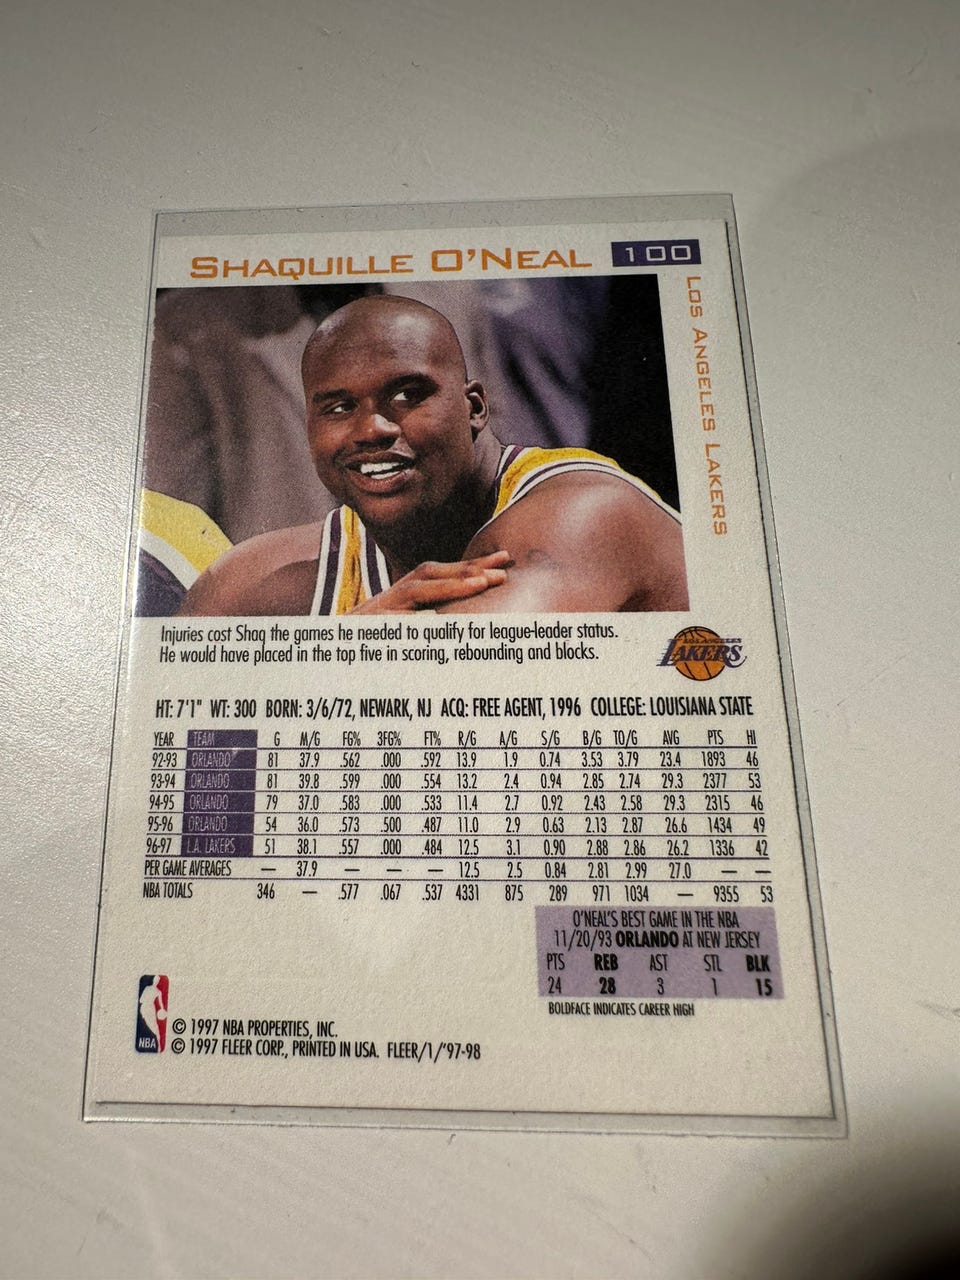 SHAQUILLE O'NEAL 100
LOS ANGELES LAKERS
Injuries cost Shaq the games he needed to qualify for league-leader status.
He would have placed in the top five in scoring, rebounding and blocks.
LOS ANGELES
LAKERS
HT: 7'1" WT: 300 BORN: 3/6/72, NEWARK, NJ ACQ: FREE AGENT, 1996 COLLEGE: LOUISIANA STATE
YEAR TEAM G M/G FG% 3FG% FT% R/G A/G S/G B/G TO/G AVG PTS HI
92-93 ORLANDO 81 37.9 .562 .000 .592 13.9 1.9 0.74 3.53 3.79 23.4 1893 46
93-94 ORLANDO 81 39.8 .599 .000 .554 13.2 2.4 0.94 2.85 2.74 29.3 2377 53
94-95 ORLANDO 79 37.0 .583 .000 .533 11.4 2.7 0.92 2.43 2.58 29.3 2315 46
95-96 ORLANDO 54 36.0 .573 .500 .487 11.0 2.9 0.63 2.13 2.87 26.6 1434 49
96-97 L.A. LAKERS 51 38.1 .557 .000 .484 12.5 3.1 0.90 2.88 2.86 26.2 1336 42
PER GAME AVERAGES — 37.9 — — — 12.5 2.5 0.84 2.81 2.99 27.0 — —
NBA TOTALS 346 — .577 .067 .537 4331 875 289 971 1034 — 9355 53
O'NEAL'S BEST GAME IN THE NBA
11/20/93 ORLANDO AT NEW JERSEY
PTS REB AST STL BLK
24 28 3 1 15
BOLDFACE INDICATES CAREER HIGH
NBA
© 1997 NBA PROPERTIES, INC.
© 1997 FLEER CORP., PRINTED IN USA. FLEER/1/'97-98